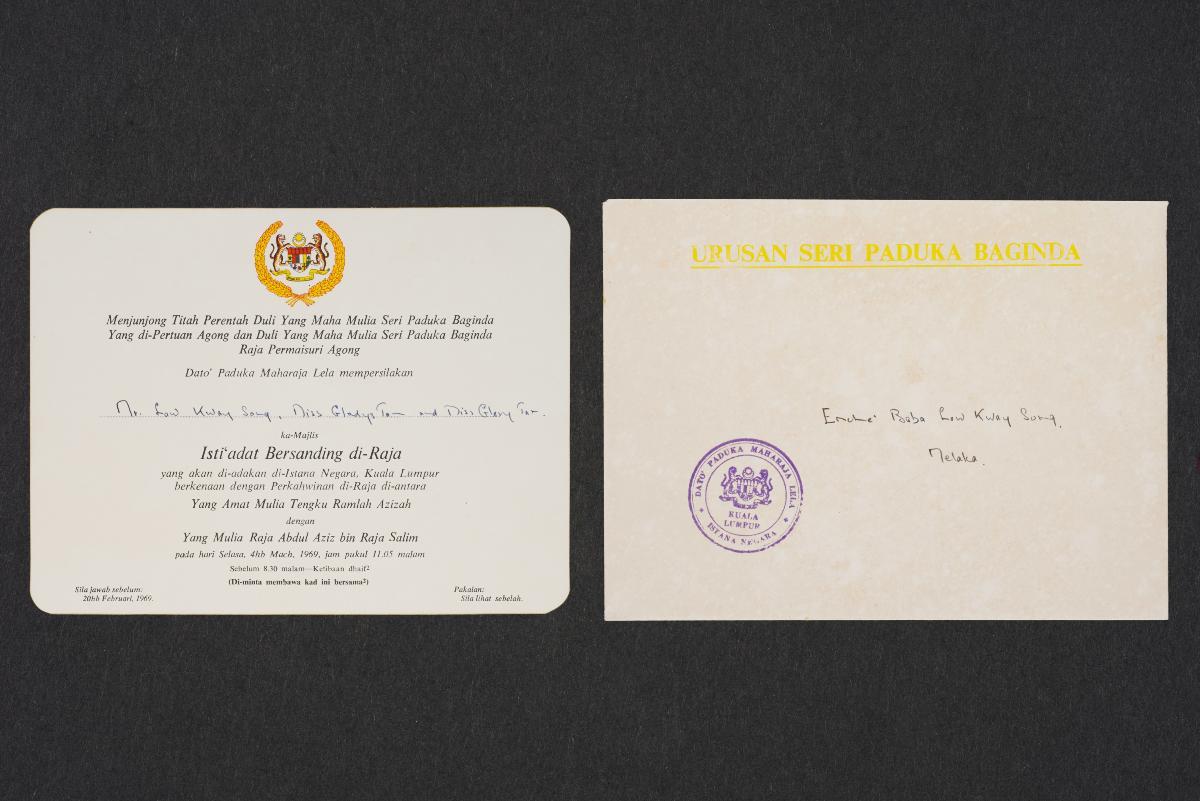 Menjunjong Titah Perentah Duli Yang Maha Mulia Seri Paduka Baginda
Yang di-Pertuan Agong dan Duli Yang Maha Mulia Seri Paduka Baginda
Raja Permaisuri Agong
Dato' Paduka Maharaja Lela mempersilakan
Mr. Low Kway Song, Miss Gladys Tan and Miss Glory Tan.
ka-Majlis
Isti'adat Bersanding di-Raja
yang akan di-adakan di-Istana Negara, Kuala Lumpur
berkenaan dengan Perkahwinan di-Raja di-antara
Yang Amat Mulia Tengku Ramlah Azizah
dengan
Yang Mulia Raja Abdul Aziz bin Raja Salim
pada hari Selasa, 4hb Mach, 1969, jam pukul 11.05 malam
Sebelum 8.30 malam—Ketibaan dhaif²
(Di-minta membawa kad ini bersama²)
Sila jawab sebelum:
20hb Februari, 1969.
Pakaian:
Sila lihat sebelah.
URUSAN SERI PADUKA BAGINDA
Enche' Baba Low Kway Song,
Melaka.
DATO' PADUKA MAHARAJA LELA
KUALA
LUMPUR
ISTANA NEGARA